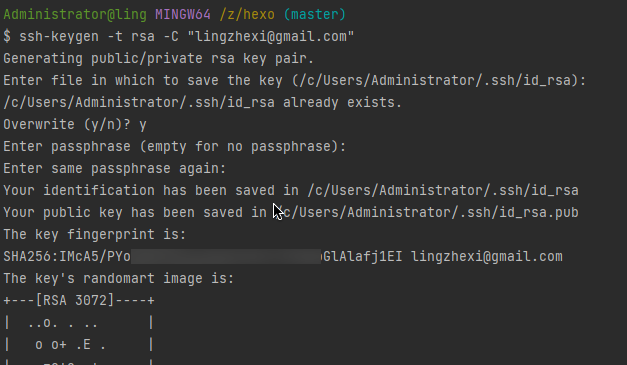 Administrator@ling MINGW64 /z/hexo (master)
$ ssh-keygen -t rsa -C "lingzhexi@gmail.com"
Generating public/private rsa key pair.
Enter file in which to save the key (/c/Users/Administrator/.ssh/id_rsa):
/c/Users/Administrator/.ssh/id_rsa already exists.
Overwrite (y/n)? y
Enter passphrase (empty for no passphrase):
Enter same passphrase again:
Your identification has been saved in /c/Users/Administrator/.ssh/id_rsa
Your public key has been saved in /c/Users/Administrator/.ssh/id_rsa.pub
The key fingerprint is:
SHA256:IMcA5/PYo GlAlafj1EI lingzhexi@gmail.com
The key's randomart image is:
+---[RSA 3072]----+
|  ..o. . ..      |
|   o o+ .E .     |